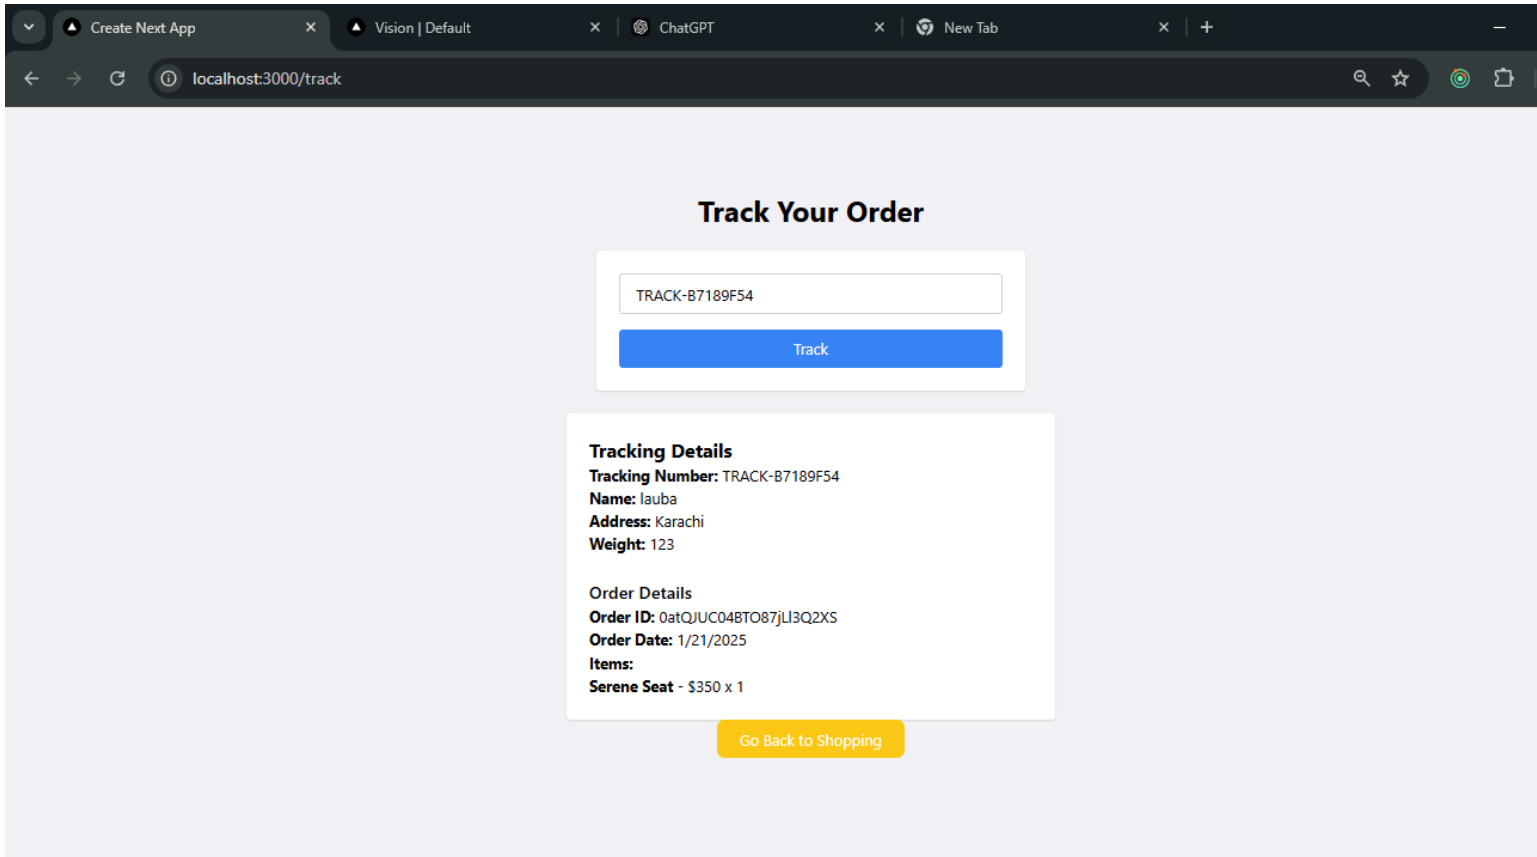 Create Next App
Vision | Default
ChatGPT
New Tab
localhost:3000/track
Track Your Order
TRACK-B7189F54
Track
Tracking Details
Tracking Number: TRACK-B7189F54
Name: lauba
Address: Karachi
Weight: 123
Order Details
Order ID: 0atQJUC04BTO87jLl3Q2XS
Order Date: 1/21/2025
Items:
Serene Seat - $350 x 1
Go Back to Shopping